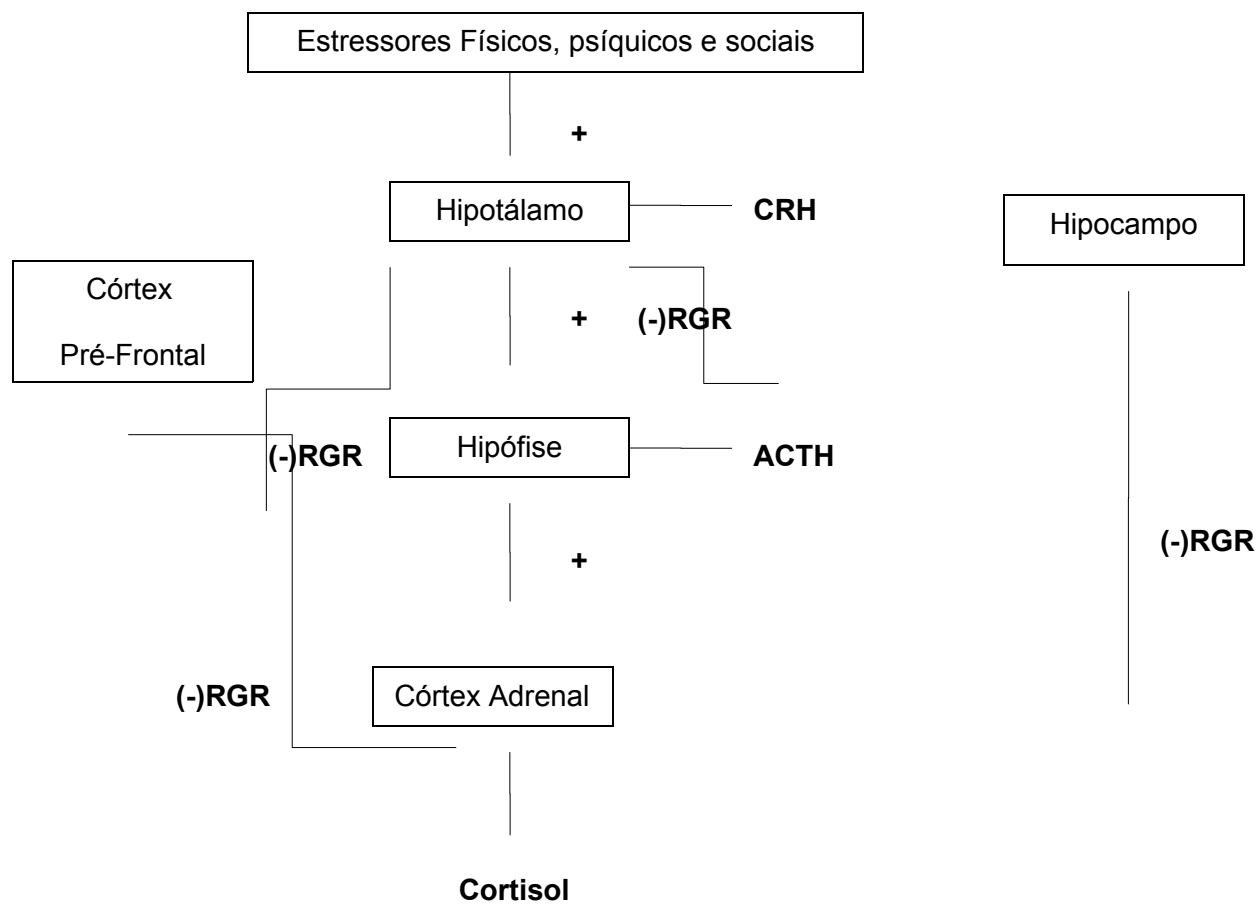 Estressores Físicos, psíquicos e sociais
+
Hipotálamo
CRH
Hipocampo
Córtex
Pré-Frontal
+
(-)RGR
(-)RGR
Hipófise
ACTH
(-)RGR
+
(-)RGR
Córtex Adrenal
Cortisol